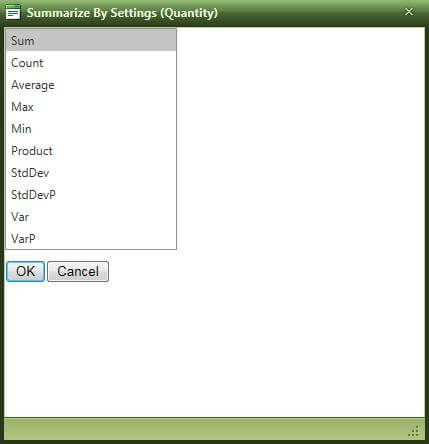 Summarize By Settings (Quantity)
Sum
Count
Average
Max
Min
Product
StdDev
StdDevP
Var
VarP
OK Cancel